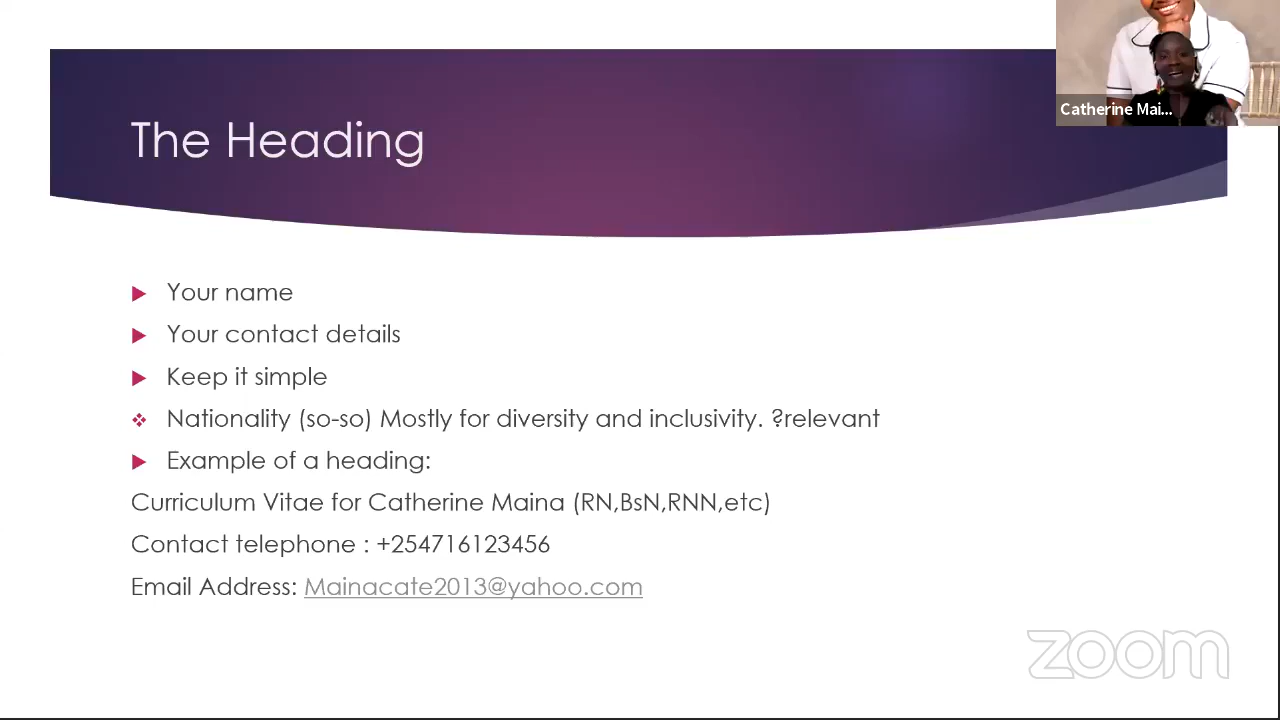 Catherine Mai...
The Heading
Your name
Your contact details
Keep it simple
Nationality (so-so) Mostly for diversity and inclusivity. ?relevant
Example of a heading:
Curriculum Vitae for Catherine Maina (RN,BsN,RNN,etc)
Contact telephone : +254716123456
Email Address: Mainacate2013@yahoo.com
zoom